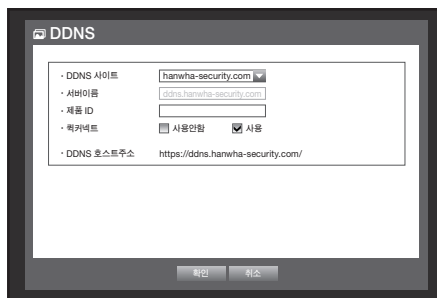 DDNS
· DDNS 사이트 hanwha-security.com
· 서버이름 ddns.hanwha-security.com
· 제품 ID
· 퀵커넥트 사용안함 사용
· DDNS 호스트주소 https://ddns.hanwha-security.com/
확인 취소